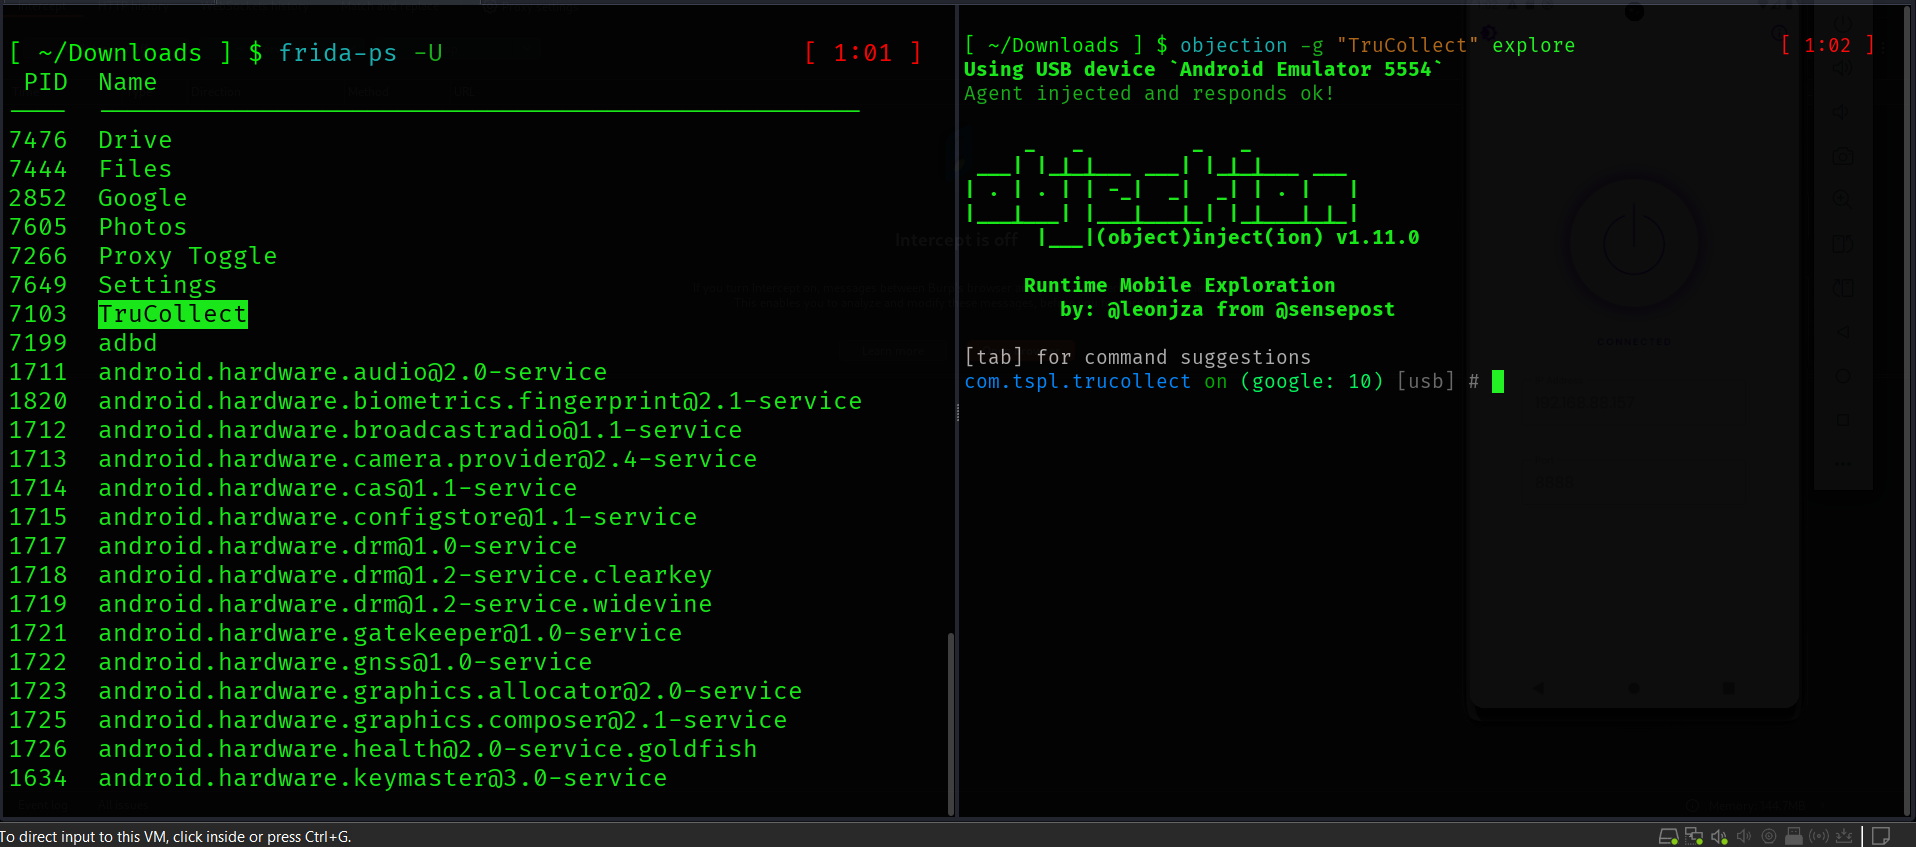 [ ~/Downloads ] $ frida-ps -U [ 1:01 ]
PID Name
7476 Drive
7444 Files
2852 Google
7605 Photos
7266 Proxy Toggle
7649 Settings
7103 TruCollect
7199 adbd
1711 android.hardware.audio@2.0-service
1820 android.hardware.biometrics.fingerprint@2.1-service
1712 android.hardware.broadcastradio@1.1-service
1713 android.hardware.camera.provider@2.4-service
1714 android.hardware.cas@1.1-service
1715 android.hardware.configstore@1.1-service
1717 android.hardware.drm@1.0-service
1718 android.hardware.drm@1.2-service.clearkey
1719 android.hardware.drm@1.2-service.widevine
1721 android.hardware.gatekeeper@1.0-service
1722 android.hardware.gnss@1.0-service
1723 android.hardware.graphics.allocator@2.0-service
1725 android.hardware.graphics.composer@2.1-service
1726 android.hardware.health@2.0-service.goldfish
1634 android.hardware.keymaster@3.0-service
[ ~/Downloads ] $ objection -g "TruCollect" explore [ 1:02 ]
Using USB device `Android Emulator 5554`
Agent injected and responds ok!
objection
|___|(object)inject(ion) v1.11.0
Runtime Mobile Exploration
by: @leonjza from @sensepost
[tab] for command suggestions
com.tspl.trucollect on (google: 10) [usb] #
Intercept is off
CONNECTED
To direct input to this VM, click inside or press Ctrl+G.